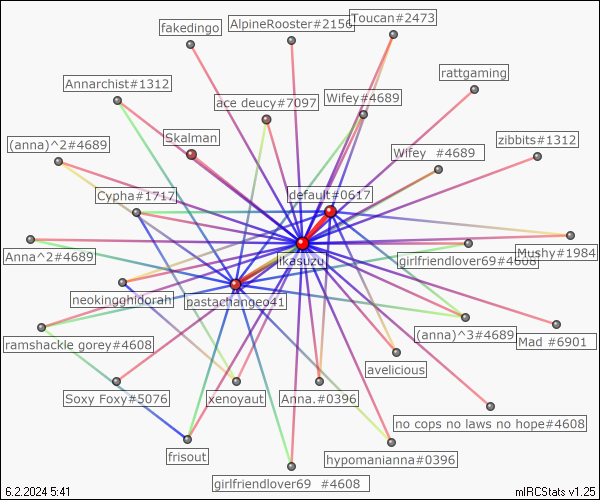 Toucan#2473
AlpineRooster#2156
fakedingo
rattgaming
Annarchist#1312
Wifey#4689
ace deucy#7097
Skalman
zibbits#1312
(anna)^2#4689
Wifey #4689
Cypha#1717
default#0617
Anna^2#4689
ikasuzu
girlfriendlover69#4608
Mushy#1984
neokingghidorah
pastachangeo41
(anna)^3#4689
Mad #6901
ramshackle gorey#4608
avelicious
Soxy Foxy#5076
xenoyaut
Anna.#0396
no cops no laws no hope#4608
frisout
hypomanianna#0396
girlfriendlover69 #4608
6.2.2024 5:41
mIRCStats v1.25